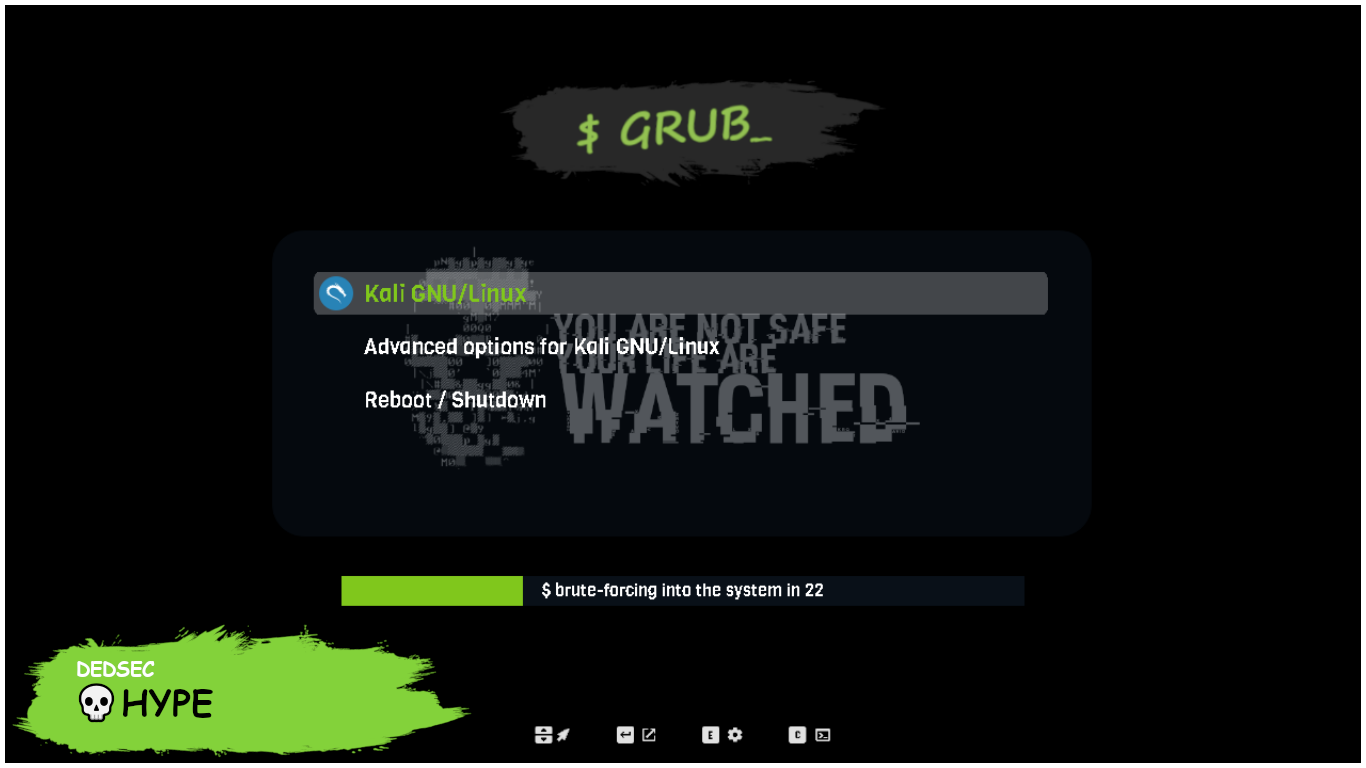 $ GRUB_
Kali GNU/Linux
YOU ARE NOT SAFE
Advanced options for Kali GNU/Linux
YOUR LIFE ARE
Reboot / Shutdown
WATCHED
$ brute-forcing into the system in 22
DEDSEC
HYPE
E
C